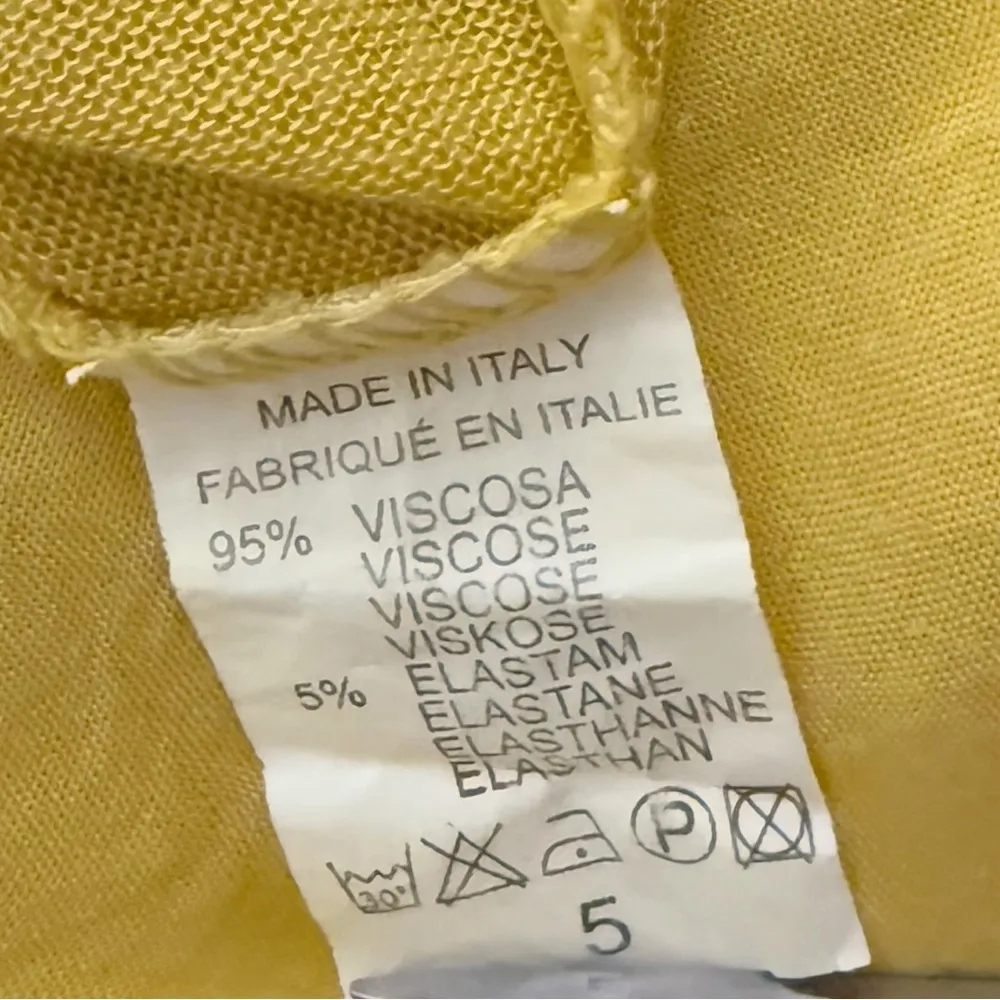 MADE IN ITALY
FABRIQUÉ EN ITALIE
95% VISCOSA
VISCOSE
VISCOSE
VISKOSE
5% ELASTAM
ELASTANE
ELASTHANNE
ELASTHAN
30° P
5